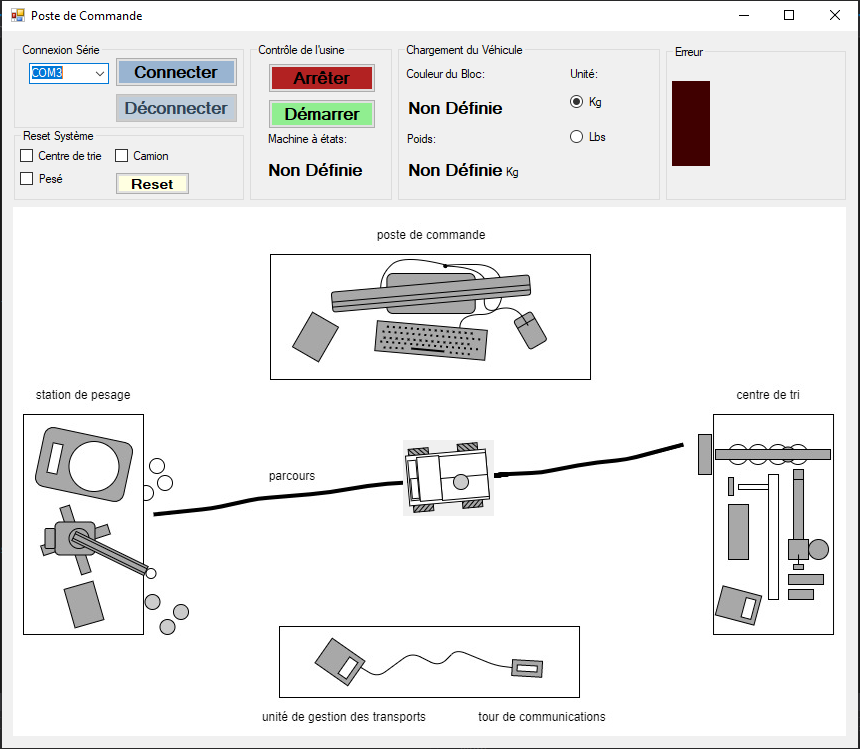 Poste de Commande
Connexion Série
COM3
Connecter
Déconnecter
Reset Système
Centre de trie
Camion
Pesé
Reset
Contrôle de l'usine
Arrêter
Démarrer
Machine à états:
Non Définie
Chargement du Véhicule
Couleur du Bloc:
Unité:
Non Définie
Kg
Poids:
Lbs
Non Définie Kg
Erreur
poste de commande
station de pesage
centre de tri
parcours
unité de gestion des transports
tour de communications